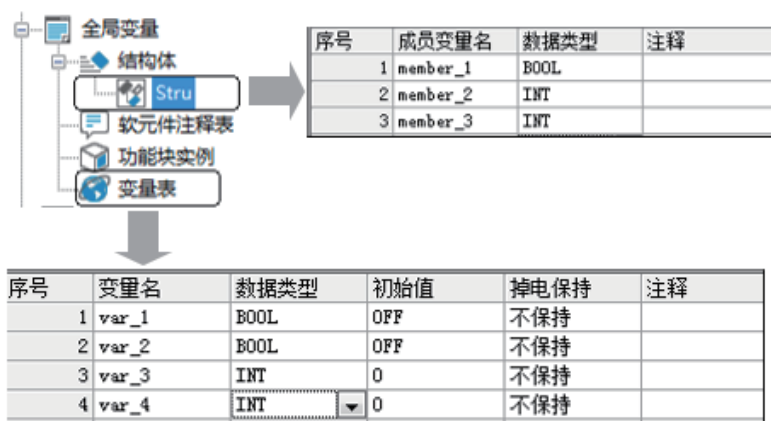 全局变量
结构体
Stru
软元件注释表
功能块实例
变量表
序号 成员变量名 数据类型 注释
1 member_1 BOOL
2 member_2 INT
3 member_3 INT
序号 变量名 数据类型 初始值 掉电保持 注释
1 var_1 BOOL OFF 不保持
2 var_2 BOOL OFF 不保持
3 var_3 INT 0 不保持
4 var_4 INT 0 不保持